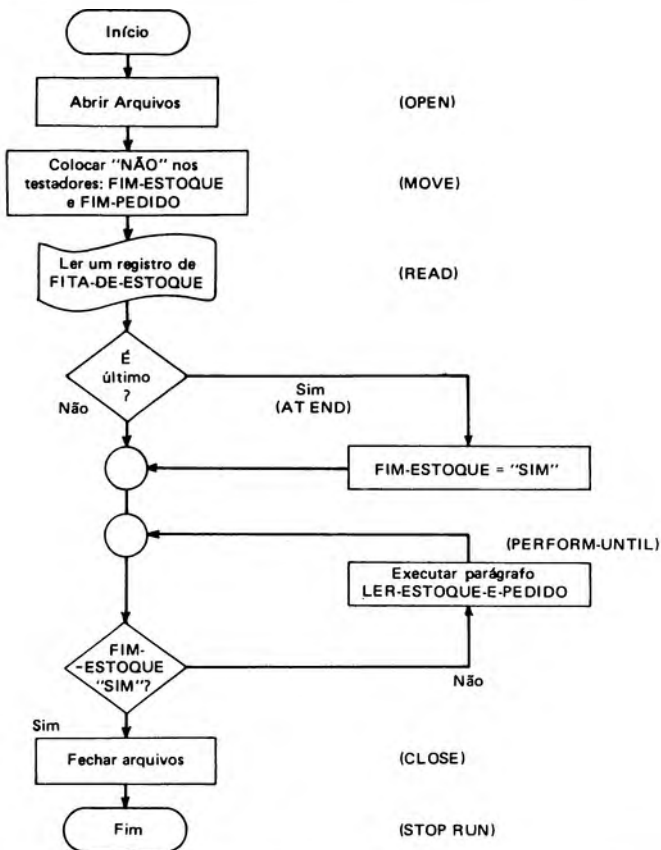 Início
Abrir Arquivos
(OPEN)
Colocar "NÃO" nos
testadores: FIM-ESTOQUE
e FIM-PEDIDO
(MOVE)
Ler um registro de
FITA-DE-ESTOQUE
(READ)
É
último
?
Não
Sim
(AT END)
FIM-ESTOQUE = "SIM"
(PERFORM-UNTIL)
Executar parágrafo
LER-ESTOQUE-E-PEDIDO
FIM-
-ESTOQUE
"SIM"?
Não
Sim
Fechar arquivos
(CLOSE)
Fim
(STOP RUN)